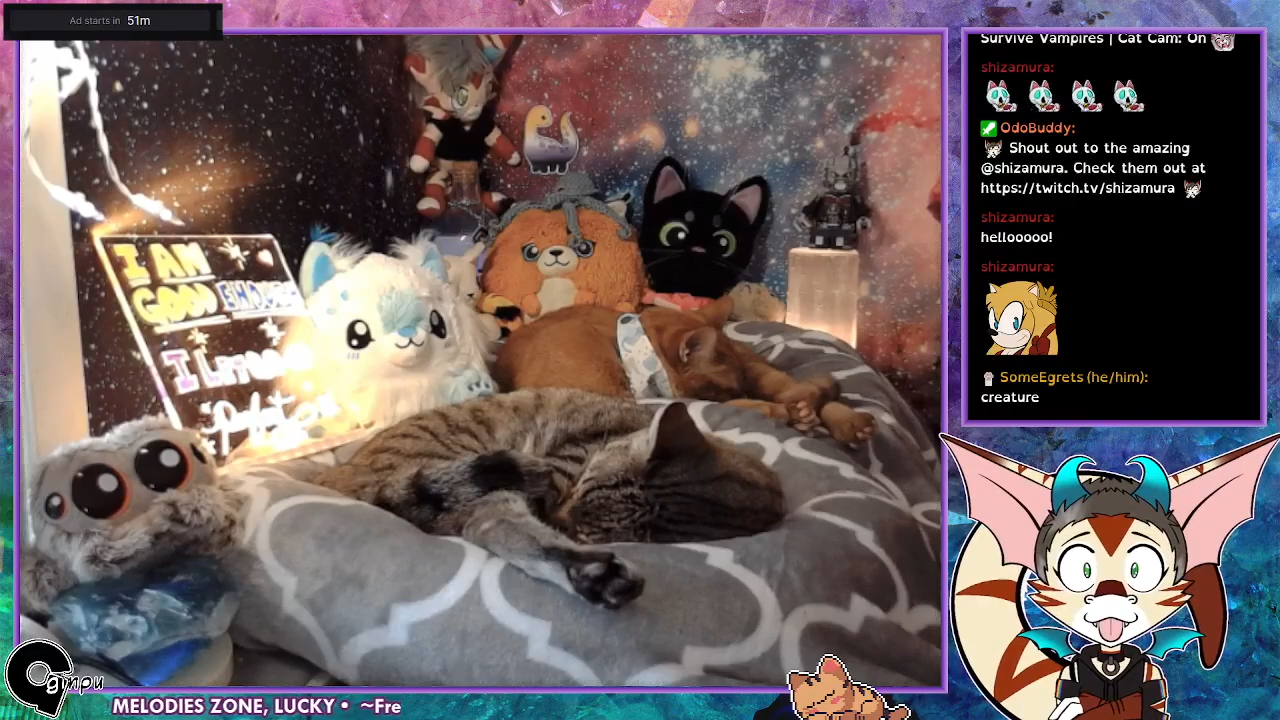 Ad starts in 51m
Survive Vampires | Cat Cam: On
shizamura:
OdoBuddy:
Shout out to the amazing
@shizamura. Check them out at
https://twitch.tv/shizamura
shizamura:
hellooooo!
shizamura:
SomeEgrets (he/him):
creature
I AM
GOOD ENOUGH
I
ginpu
MELODIES ZONE, LUCKY • ~Fre